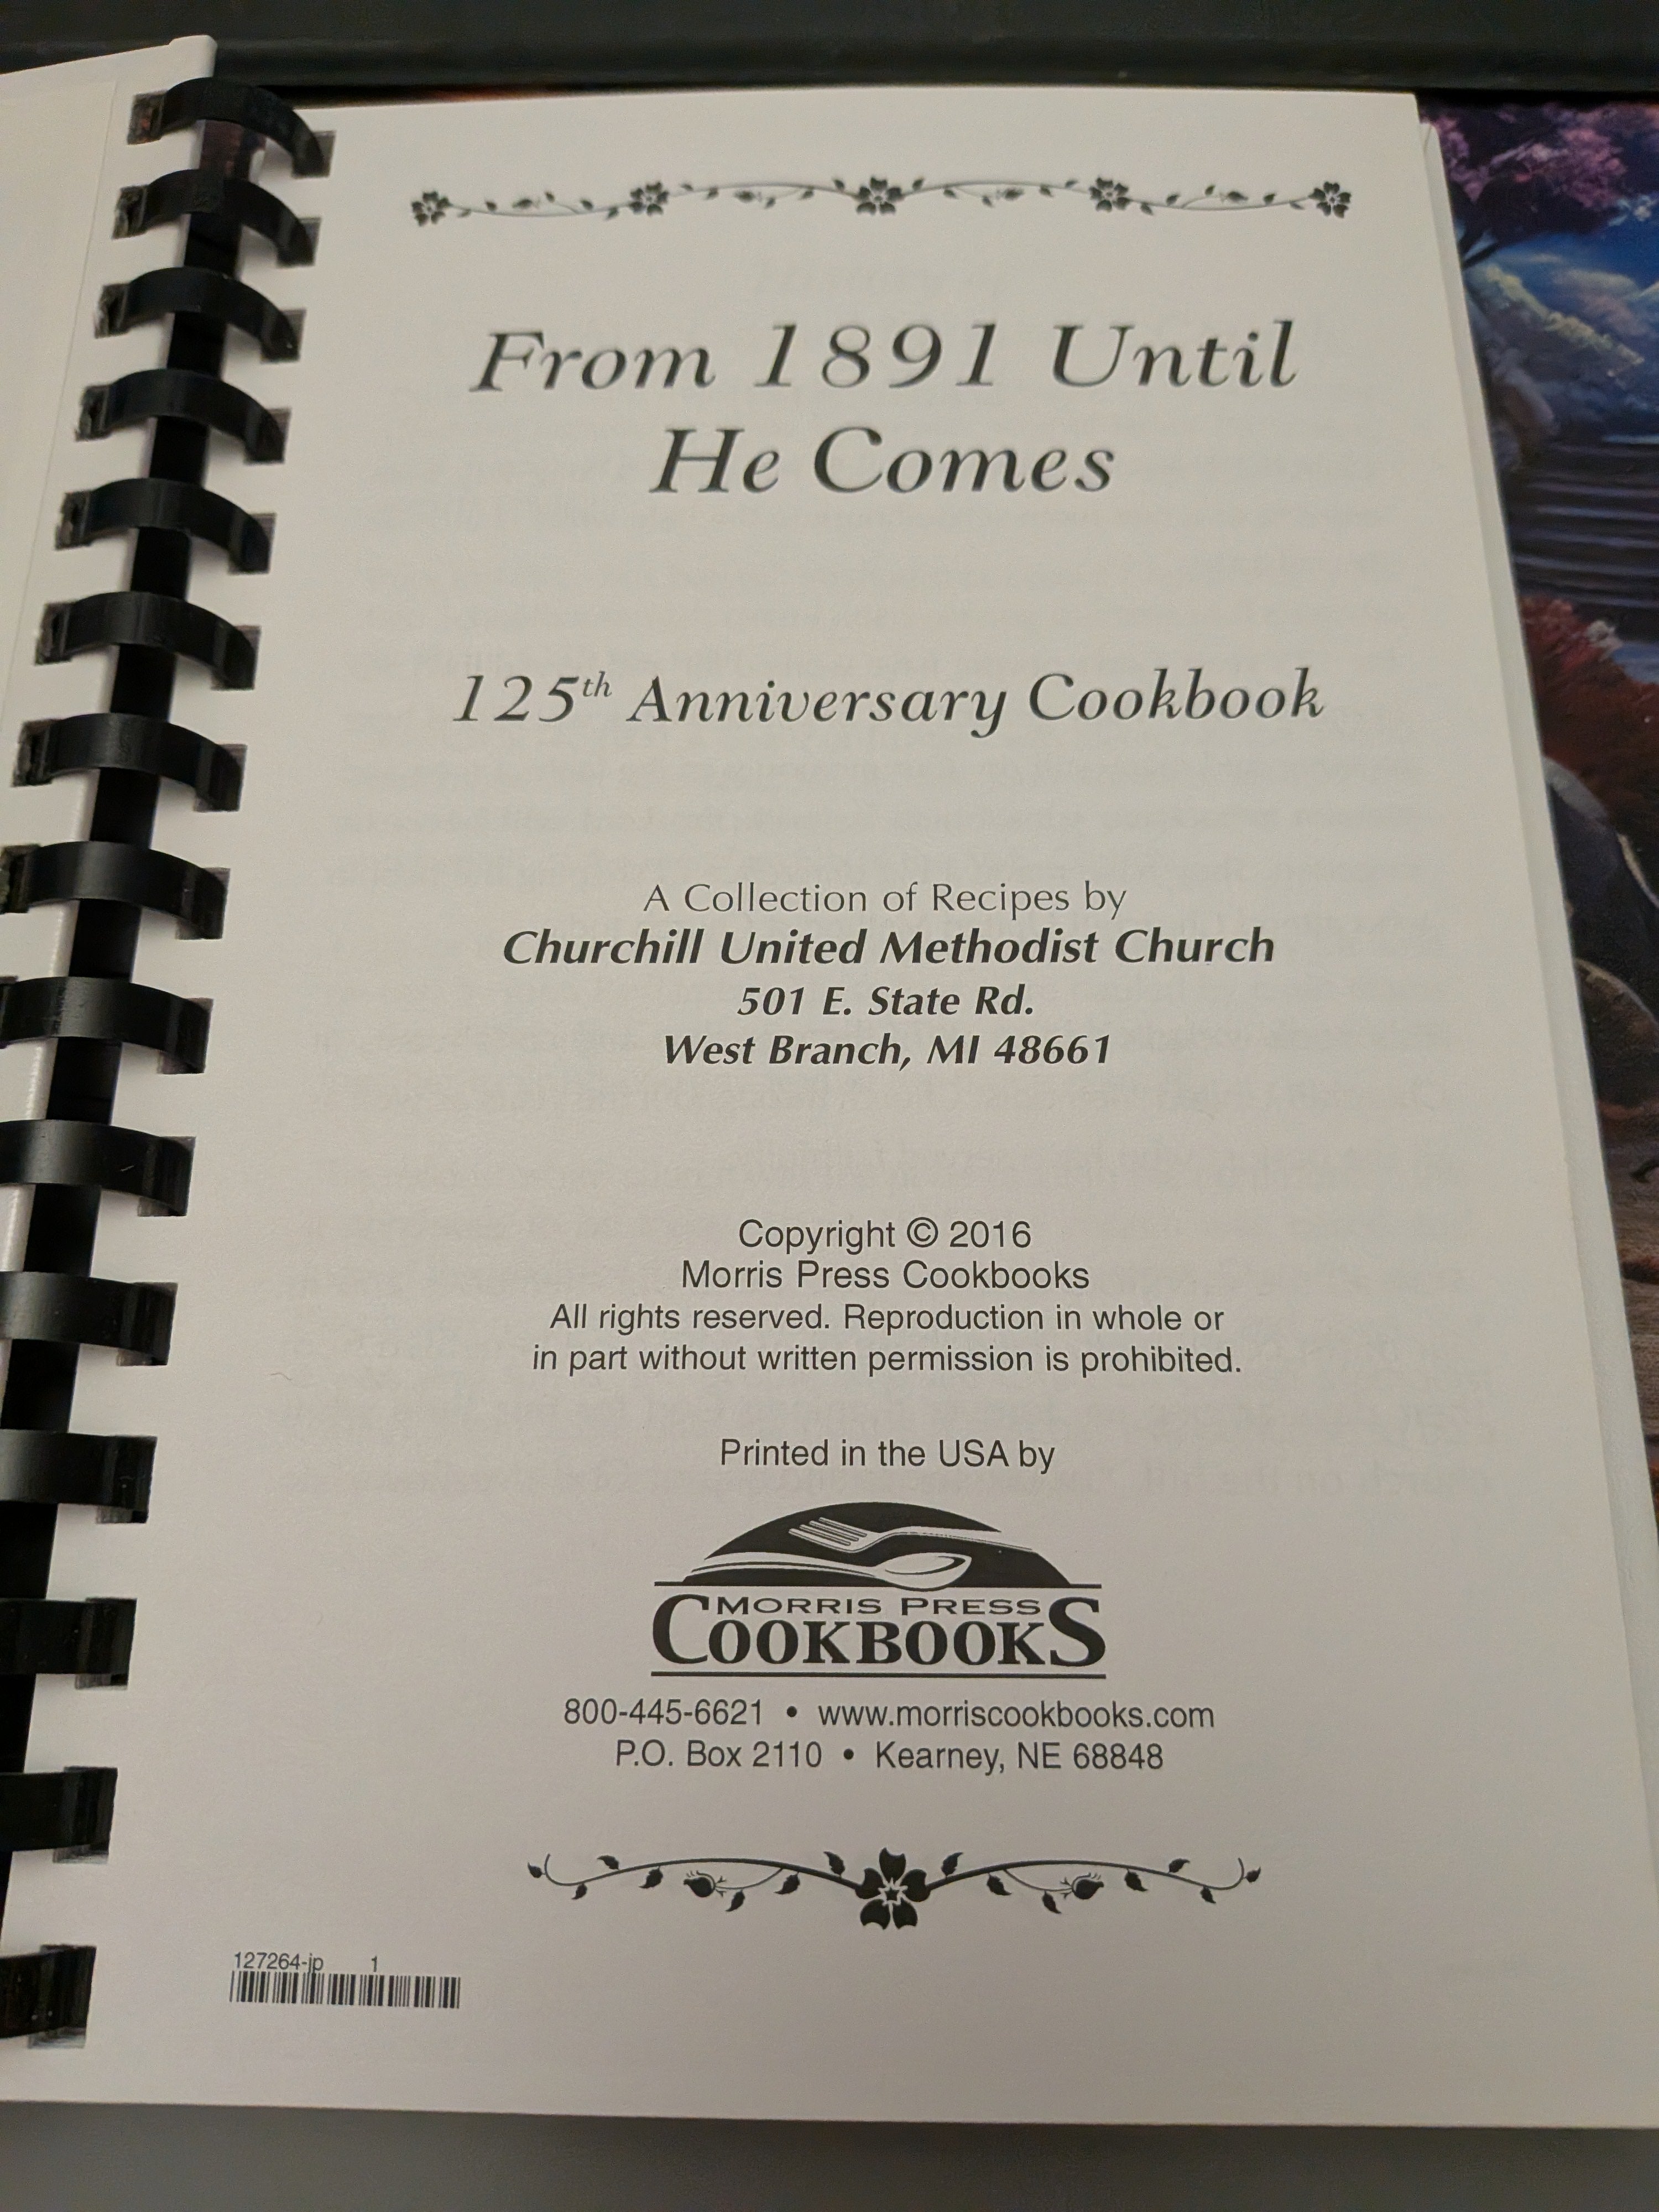 From 1891 Until
He Comes
125th Anniversary Cookbook
A Collection of Recipes by
Churchill United Methodist Church
501 E. State Rd.
West Branch, MI 48661
Copyright © 2016
Morris Press Cookbooks
All rights reserved. Reproduction in whole or
in part without written permission is prohibited.
Printed in the USA by
MORRIS PRESS
COOKBOOKS
800-445-6621 • www.morriscookbooks.com
P.O. Box 2110 • Kearney, NE 68848
127264-jp 1